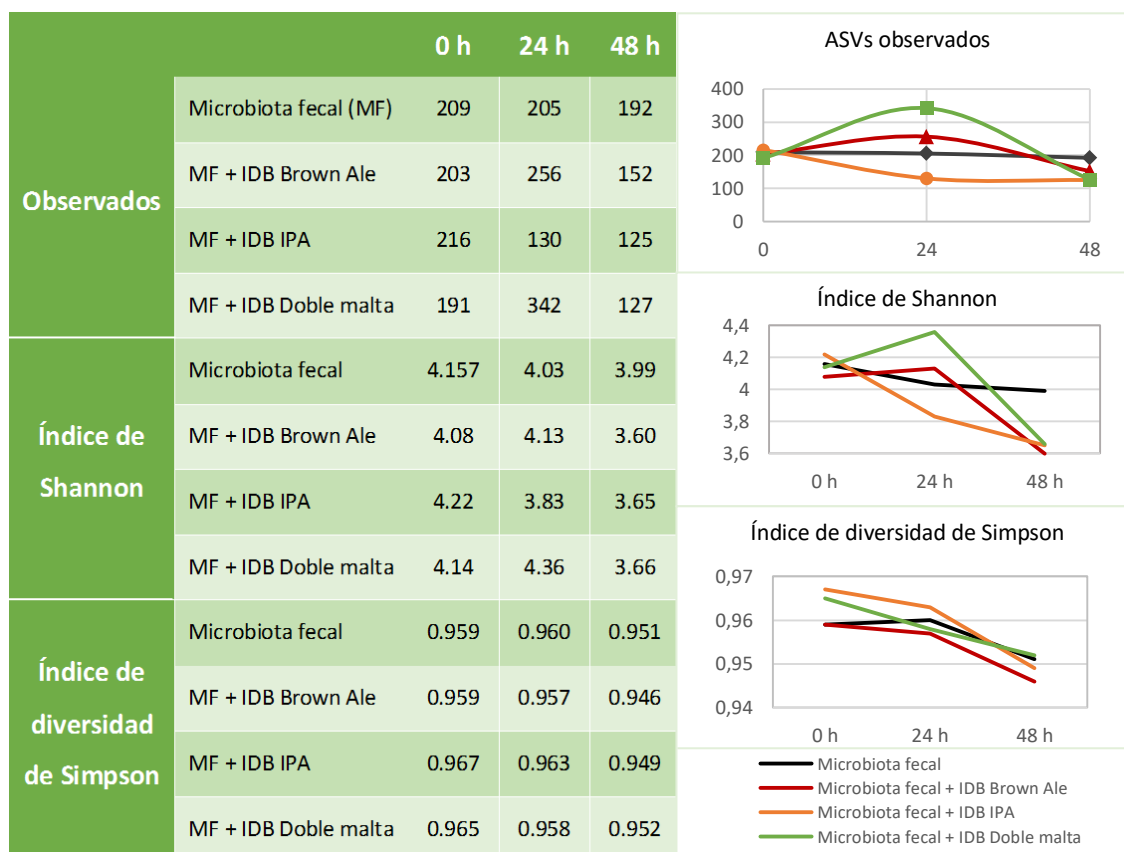 0 h 24 h 48 h
Observados
Microbiota fecal (MF) 209 205 192
MF + IDB Brown Ale 203 256 152
MF + IDB IPA 216 130 125
MF + IDB Doble malta 191 342 127
Índice de
Shannon
Microbiota fecal 4.157 4.03 3.99
MF + IDB Brown Ale 4.08 4.13 3.60
MF + IDB IPA 4.22 3.83 3.65
MF + IDB Doble malta 4.14 4.36 3.66
Índice de
diversidad
de Simpson
Microbiota fecal 0.959 0.960 0.951
MF + IDB Brown Ale 0.959 0.957 0.946
MF + IDB IPA 0.967 0.963 0.949
MF + IDB Doble malta 0.965 0.958 0.952
ASVs observados
400
300
200
100
0
0 24 48
Índice de Shannon
4,4
4,2
4
3,8
3,6
0 h 24 h 48 h
Índice de diversidad de Simpson
0,97
0,96
0,95
0,94
0 h 24 h 48 h
Microbiota fecal
Microbiota fecal + IDB Brown Ale
Microbiota fecal + IDB IPA
Microbiota fecal + IDB Doble malta